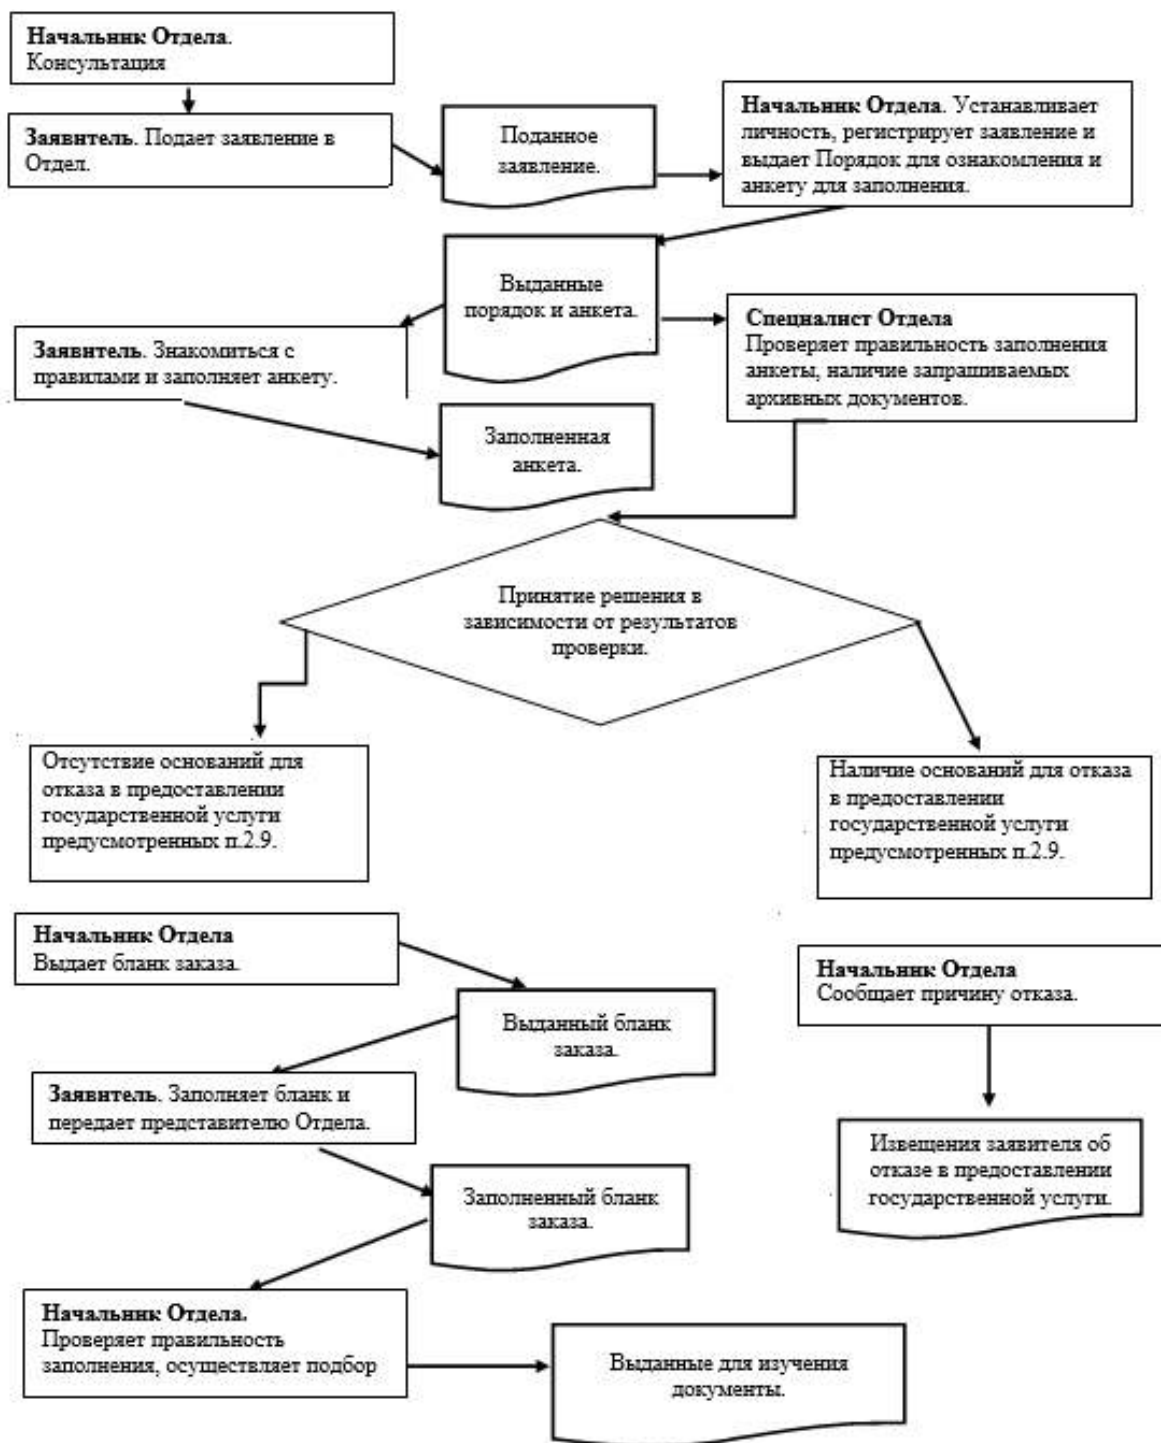 Начальник Отдела.
Консультация
Заявитель. Подает заявление в
Отдел.
Поданное
заявление.
Начальник Отдела. Устанавливает
личность, регистрирует заявление и
выдает Порядок для ознакомления и
анкету для заполнения.
Выданные
порядок и анкета.
Заявитель. Знакомиться с
правилами и заполняет анкету.
Специалист Отдела
Проверяет правильность заполнения
анкеты, наличие запрашиваемых
архивных документов.
Заполненная
анкета.
Принятие решения в
зависимости от результатов
проверки.
Отсутствие оснований для
отказа в предоставлении
государственной услуги
предусмотренных п.2.9.
Наличие оснований для отказа
в предоставлении
государственной услуги
предусмотренных п.2.9.
Начальник Отдела
Выдает бланк заказа.
Начальник Отдела
Сообщает причину отказа.
Выданный бланк
заказа.
Заявитель. Заполняет бланк и
передает представителю Отдела.
Извещения заявителя об
отказе в предоставлении
государственной услуги.
Заполненный бланк
заказа.
Начальник Отдела.
Проверяет правильность
заполнения, осуществляет подбор
Выданные для изучения
документы.